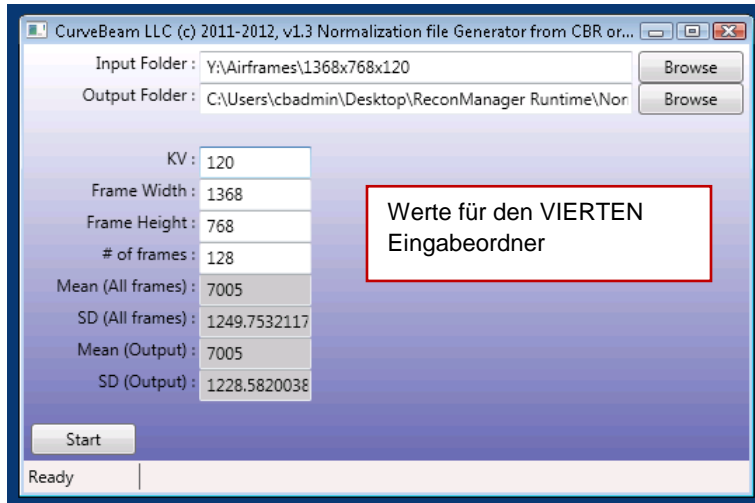 CurveBeam LLC (c) 2011-2012, v1.3 Normalization file Generator from CBR or...
Input Folder : Y:\Airframes\1368x768x120 Browse
Output Folder : C:\Users\cbadmin\Desktop\ReconManager Runtime\Nor Browse
KV : 120
Frame Width : 1368
Frame Height : 768
# of frames : 128
Mean (All frames) : 7005
SD (All frames) : 1249.7532117
Mean (Output) : 7005
SD (Output) : 1228.5820038
Werte für den VIERTEN
Eingabeordner
Start
Ready